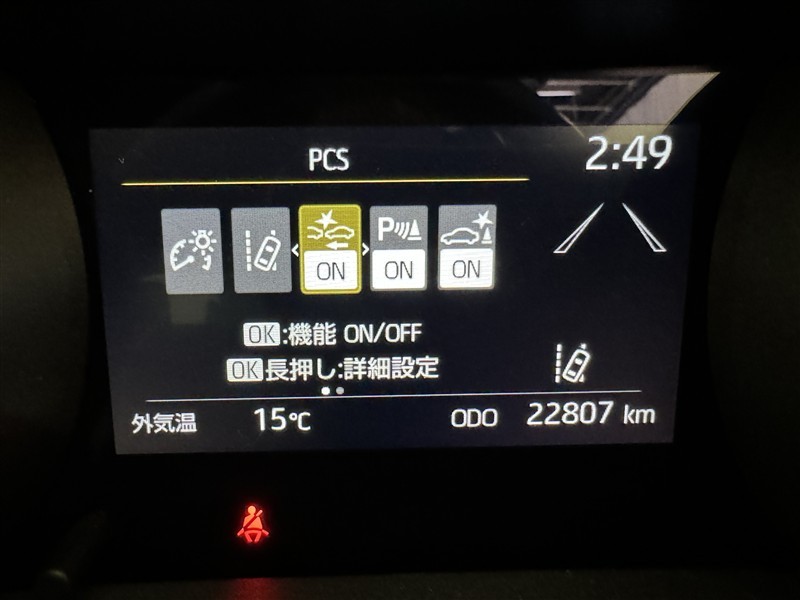 PCS
2:49
P
ON ON ON
OK:機能 ON/OFF
OK長押し:詳細設定
外気温 15℃ ODO 22807 km